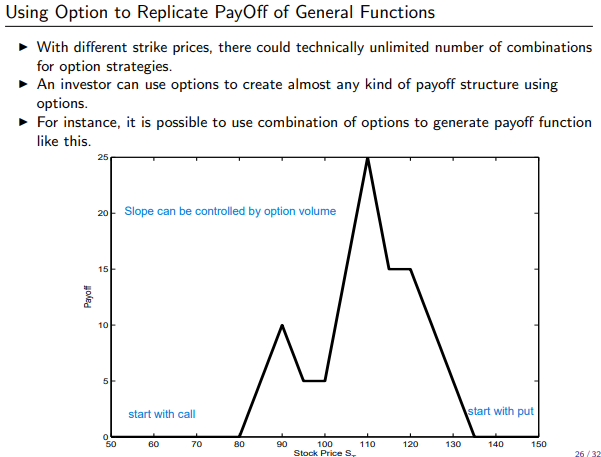 Using Option to Replicate PayOff of General Functions
▶ With different strike prices, there could technically unlimited number of combinations
for option strategies.
▶ An investor can use options to create almost any kind of payoff structure using
options.
▶ For instance, it is possible to use combination of options to generate payoff function
like this.
25
Slope can be controlled by option volume
20
15
Payoff
10
5
start with call
start with put
0
50 60 70 80 90 100 110 120 130 140 150
Stock Price S_T
26 / 32